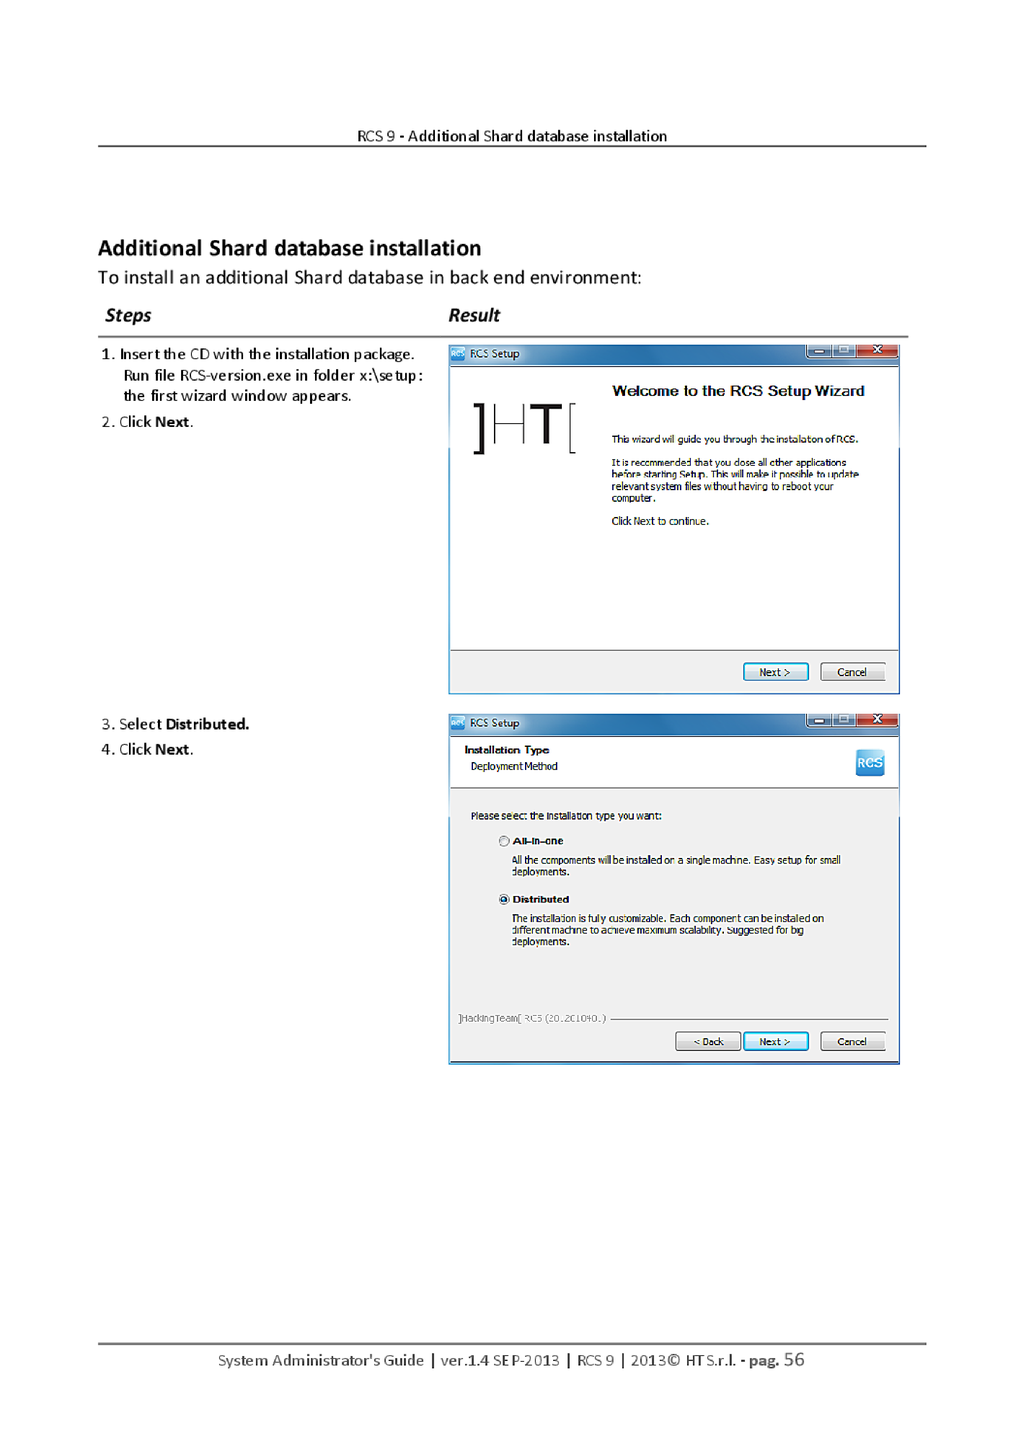 RCS 9 - Additional Shard database installation
Additional Shard database installation
To install an additional Shard database in back end environment:
Steps
Result
1. Insert the CD with the installation package.
Run file RCS-version.exe in folder x:\setup:
the first wizard window appears.
2. Click Next.
RCS RCS Setup
Welcome to the RCS Setup Wizard
]HT[
This wizard will guide you through the installation of RCS.
It is recommended that you close all other applications
before starting Setup. This will make it possible to update
relevant system files without having to reboot your
computer.
Click Next to continue.
Next >
Cancel
3. Select Distributed.
4. Click Next.
RCS RCS Setup
Installation Type
Deployment Method
RCS
Please select the installation type you want:
All-in-one
All the components will be installed on a single machine. Easy setup for small
deployments.
Distributed
The installation is fully customizable. Each component can be installed on
different machine to achieve maximum scalability. Suggested for big
deployments.
]HackingTeam[ RCS
< Back
Next >
Cancel
System Administrator's Guide | ver.1.4 SEP-2013 | RCS 9 | 2013© HT S.r.l. - pag. 56